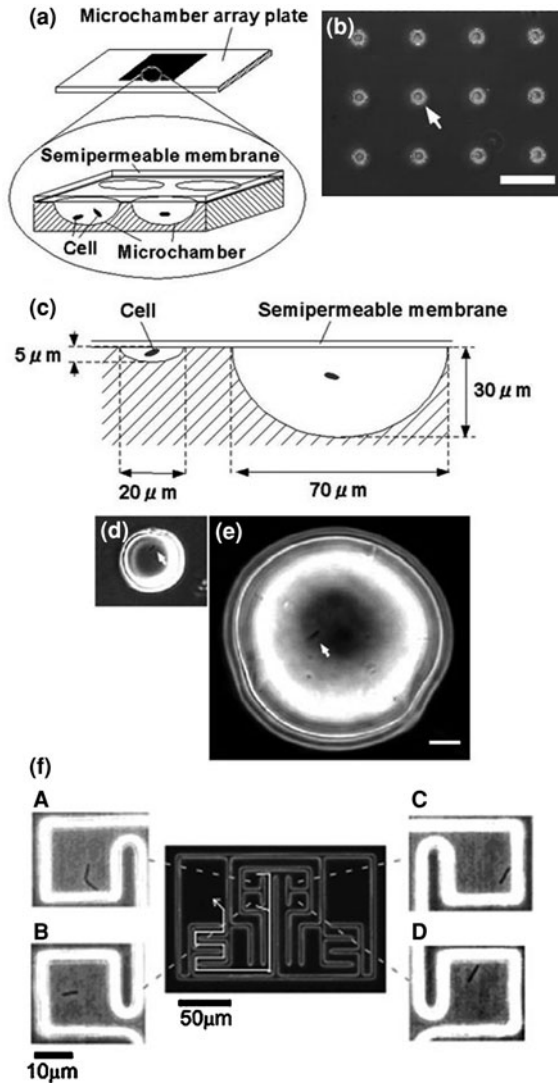 (a)
Microchamber array plate
Semipermeable membrane
Cell
Microchamber
(b)
(c)
Cell
Semipermeable membrane
5 μm
30 μm
20 μm
70 μm
(d)
(e)
(f)
A
C
B
D
50μm
10μm